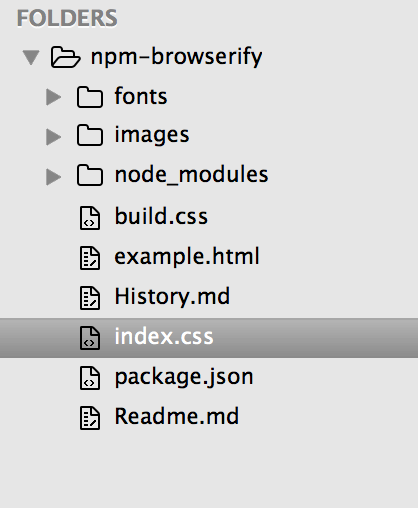 FOLDERS
npm-browserify
fonts
images
node_modules
build.css
example.html
History.md
index.css
package.json
Readme.md